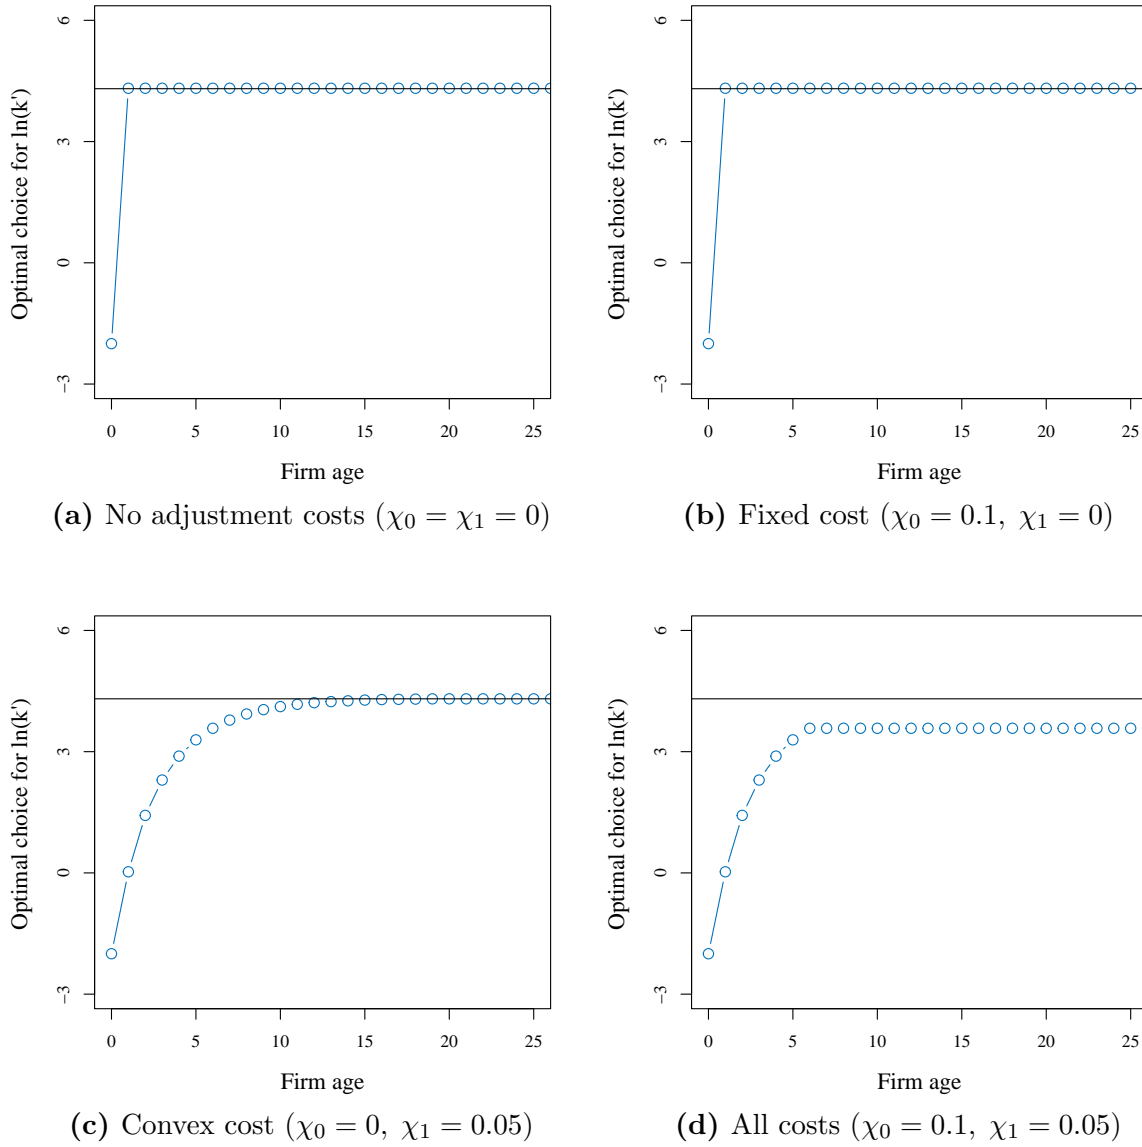 6
3
0
−3
Optimal choice for ln(k')
0 5 10 15 20 25
Firm age
(a) No adjustment costs (χ₀ = χ₁ = 0)
6
3
0
−3
Optimal choice for ln(k')
0 5 10 15 20 25
Firm age
(b) Fixed cost (χ₀ = 0.1, χ₁ = 0)
6
3
0
−3
Optimal choice for ln(k')
0 5 10 15 20 25
Firm age
(c) Convex cost (χ₀ = 0, χ₁ = 0.05)
6
3
0
−3
Optimal choice for ln(k')
0 5 10 15 20 25
Firm age
(d) All costs (χ₀ = 0.1, χ₁ = 0.05)